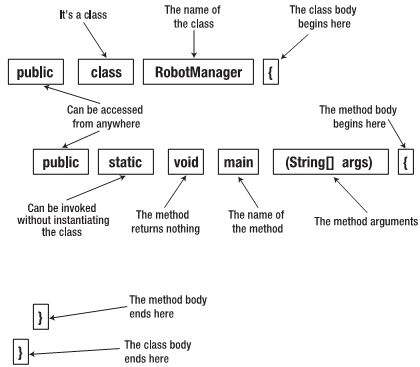 It's a class
The name of
the class
The class body
begins here
public class RobotManager {
Can be accessed
from anywhere
The method body
begins here
public static void main (String[] args) {
Can be invoked
without instantiating
the class
The method
returns nothing
The name of
the method
The method arguments
}
The method body
ends here
}
The class body
ends here